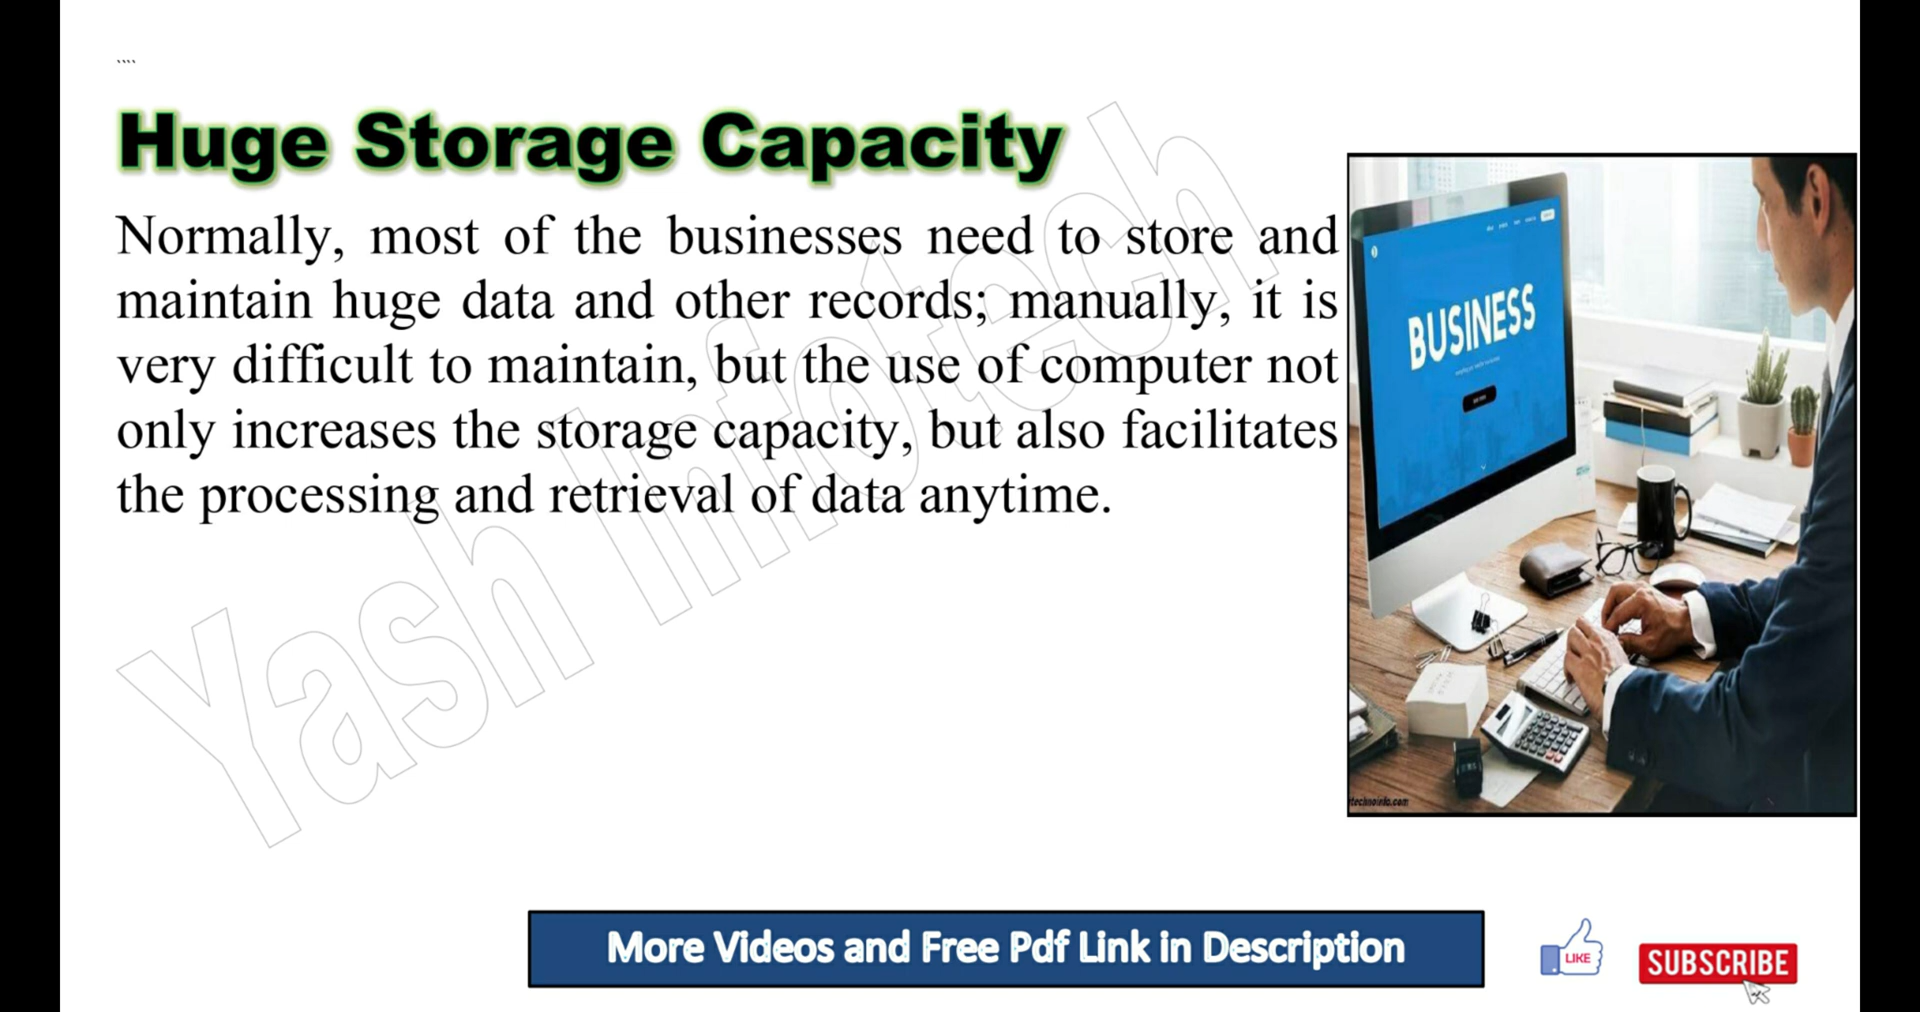 Huge Storage Capacity
Normally, most of the businesses need to store and
maintain huge data and other records; manually, it is
very difficult to maintain, but the use of computer not
only increases the storage capacity, but also facilitates
the processing and retrieval of data anytime.
Yash Infotech
BUSINESS
technoinfo.com
More Videos and Free Pdf Link in Description
LIKE
SUBSCRIBE